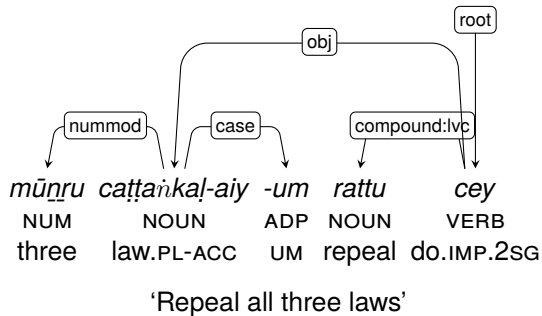 root
obj
nummod case compound:lvc
mūṉṟu caṭṭaṅkaḷ-aiy -um rattu cey
NUM NOUN ADP NOUN VERB
three law.PL-ACC UM repeal do.IMP.2SG
‘Repeal all three laws’